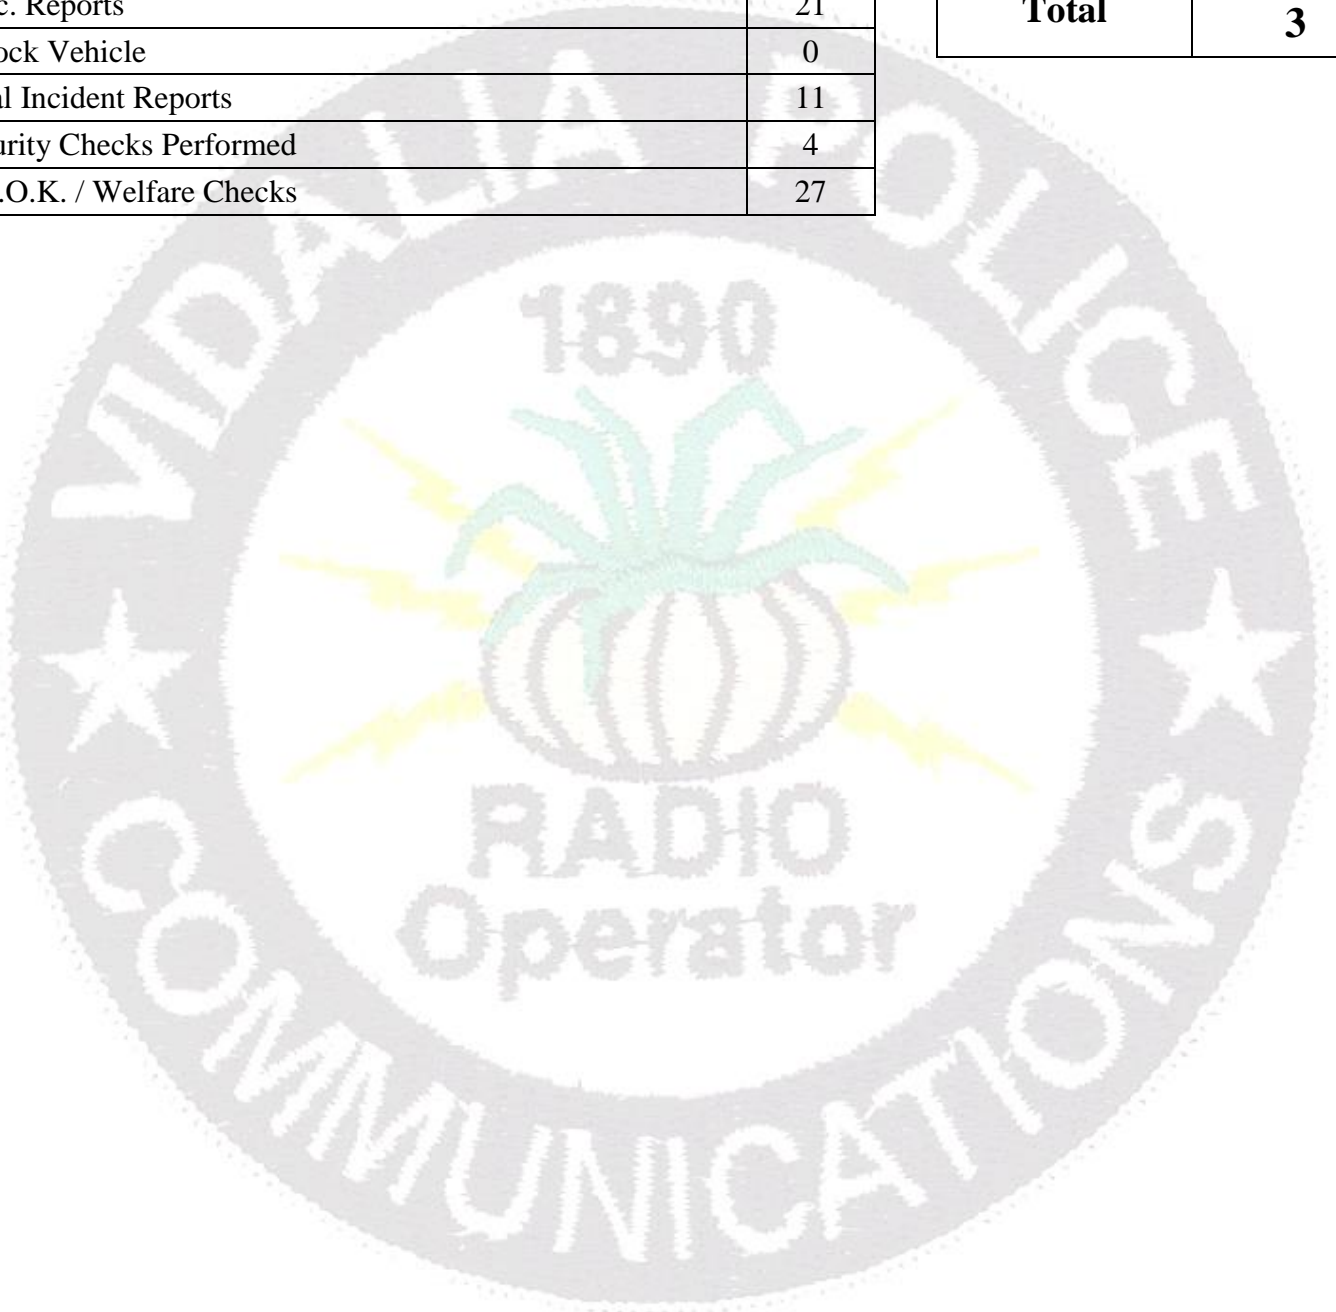 c. Reports 21
ock Vehicle 0
al Incident Reports 11
urity Checks Performed 4
.O.K. / Welfare Checks 27
Total 3
VIDALIA POLICE
1890
RADIO
Operator
COMMUNICATIONS